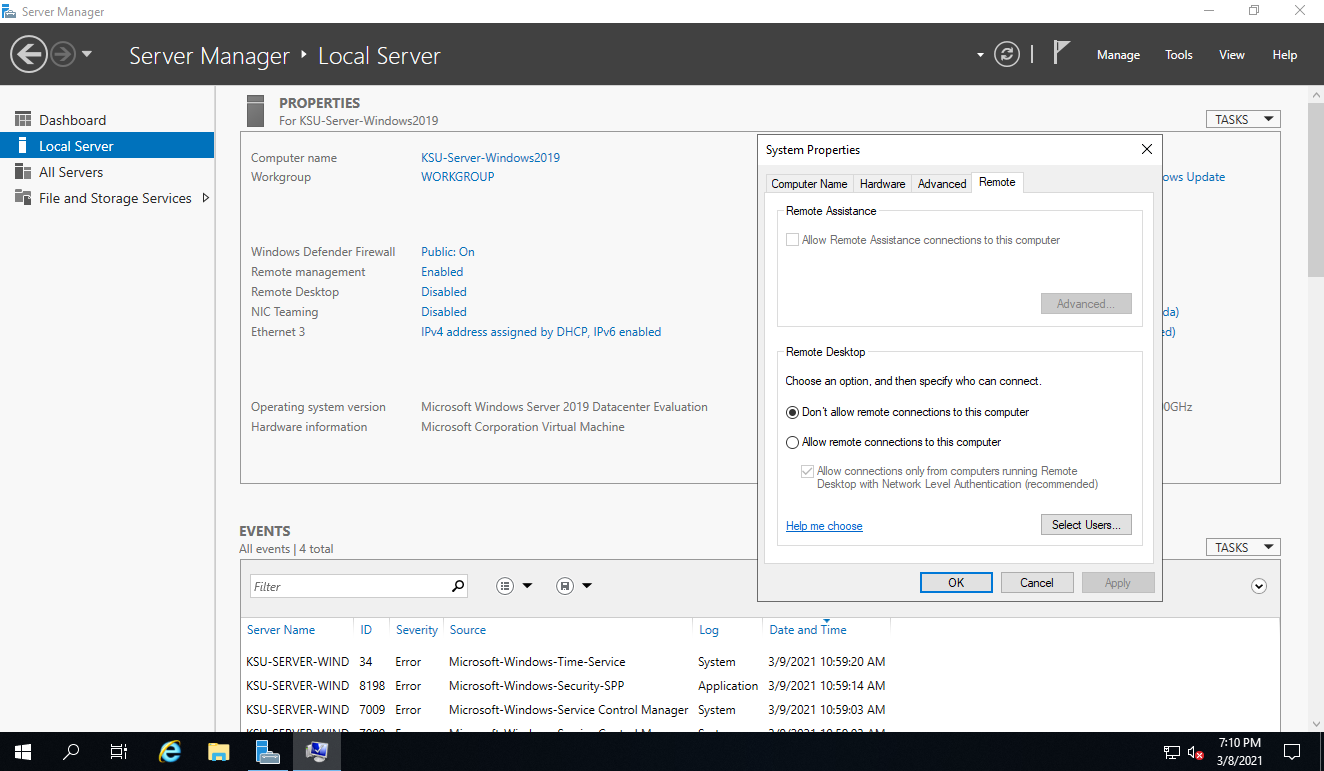 Server Manager
Server Manager ‣ Local Server
Manage
Tools
View
Help
Dashboard
Local Server
All Servers
File and Storage Services
PROPERTIES
For KSU-Server-Windows2019
TASKS
Computer name KSU-Server-Windows2019
Workgroup WORKGROUP
Windows Defender Firewall Public: On
Remote management Enabled
Remote Desktop Disabled
NIC Teaming Disabled
Ethernet 3 IPv4 address assigned by DHCP, IPv6 enabled
Operating system version Microsoft Windows Server 2019 Datacenter Evaluation
Hardware information Microsoft Corporation Virtual Machine
ows Update
da)
ed)
0GHz
System Properties
Computer Name
Hardware
Advanced
Remote
Remote Assistance
Allow Remote Assistance connections to this computer
Advanced...
Remote Desktop
Choose an option, and then specify who can connect.
Don't allow remote connections to this computer
Allow remote connections to this computer
Allow connections only from computers running Remote
Desktop with Network Level Authentication (recommended)
Help me choose
Select Users...
OK
Cancel
Apply
EVENTS
All events | 4 total
TASKS
Filter
Server Name ID Severity Source Log Date and Time
KSU-SERVER-WIND 34 Error Microsoft-Windows-Time-Service System 3/9/2021 10:59:20 AM
KSU-SERVER-WIND 8198 Error Microsoft-Windows-Security-SPP Application 3/9/2021 10:59:14 AM
KSU-SERVER-WIND 7009 Error Microsoft-Windows-Service Control Manager System 3/9/2021 10:59:03 AM
7:10 PM
3/8/2021